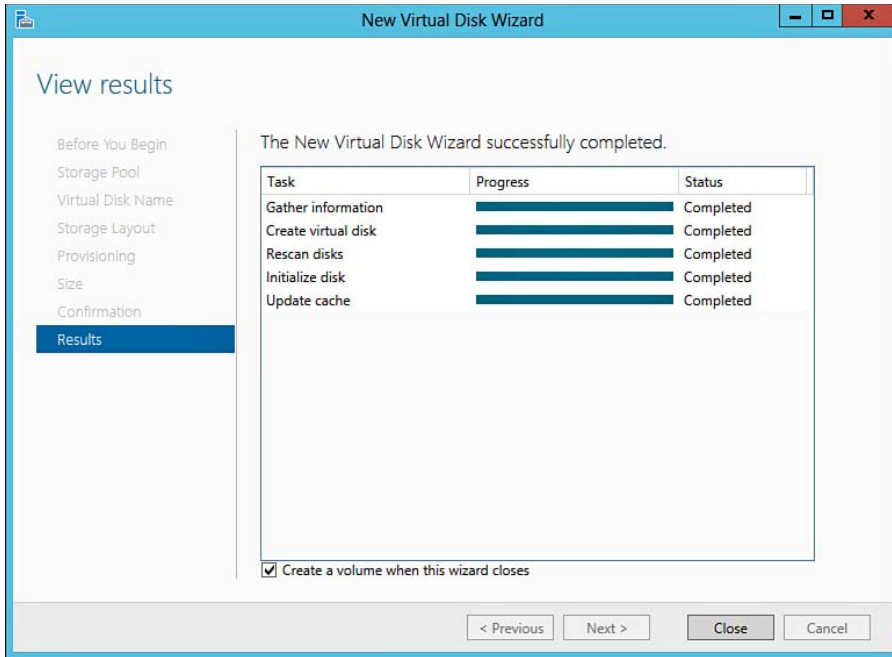 New Virtual Disk Wizard
View results
Before You Begin
Storage Pool
Virtual Disk Name
Storage Layout
Provisioning
Size
Confirmation
Results
The New Virtual Disk Wizard successfully completed.
Task Progress Status
Gather information Completed
Create virtual disk Completed
Rescan disks Completed
Initialize disk Completed
Update cache Completed
Create a volume when this wizard closes
< Previous Next > Close Cancel